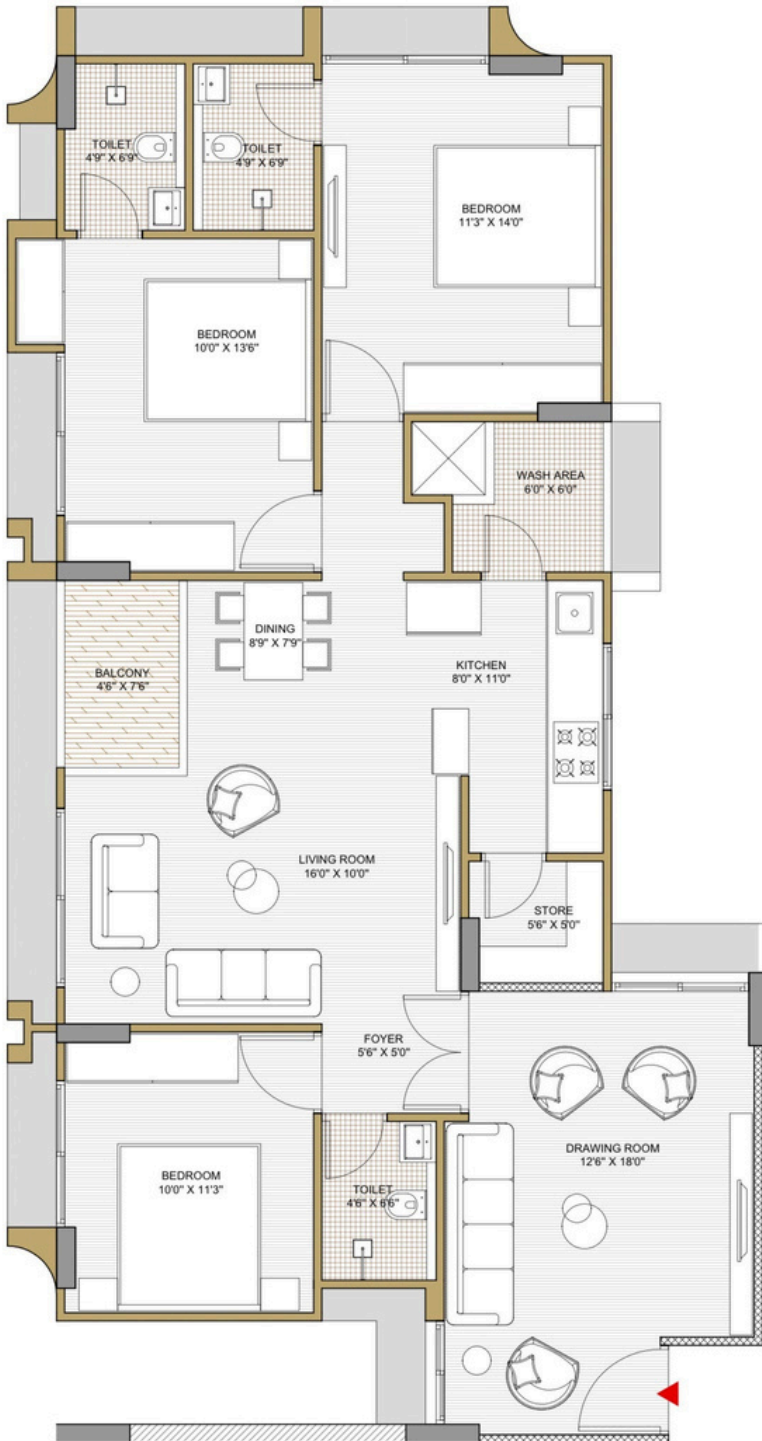 TOILET
4'9" X 6'9"
TOILET
4'9" X 6'9"
BEDROOM
11'3" X 14'0"
BEDROOM
10'0" X 13'6"
WASH AREA
6'0" X 6'0"
DINING
8'9" X 7'9"
BALCONY
4'6" X 7'6"
KITCHEN
8'0" X 11'0"
LIVING ROOM
16'0" X 10'0"
STORE
5'6" X 5'0"
FOYER
5'6" X 5'0"
DRAWING ROOM
12'6" X 18'0"
BEDROOM
10'0" X 11'3"
TOILET
4'6" X 6'6"